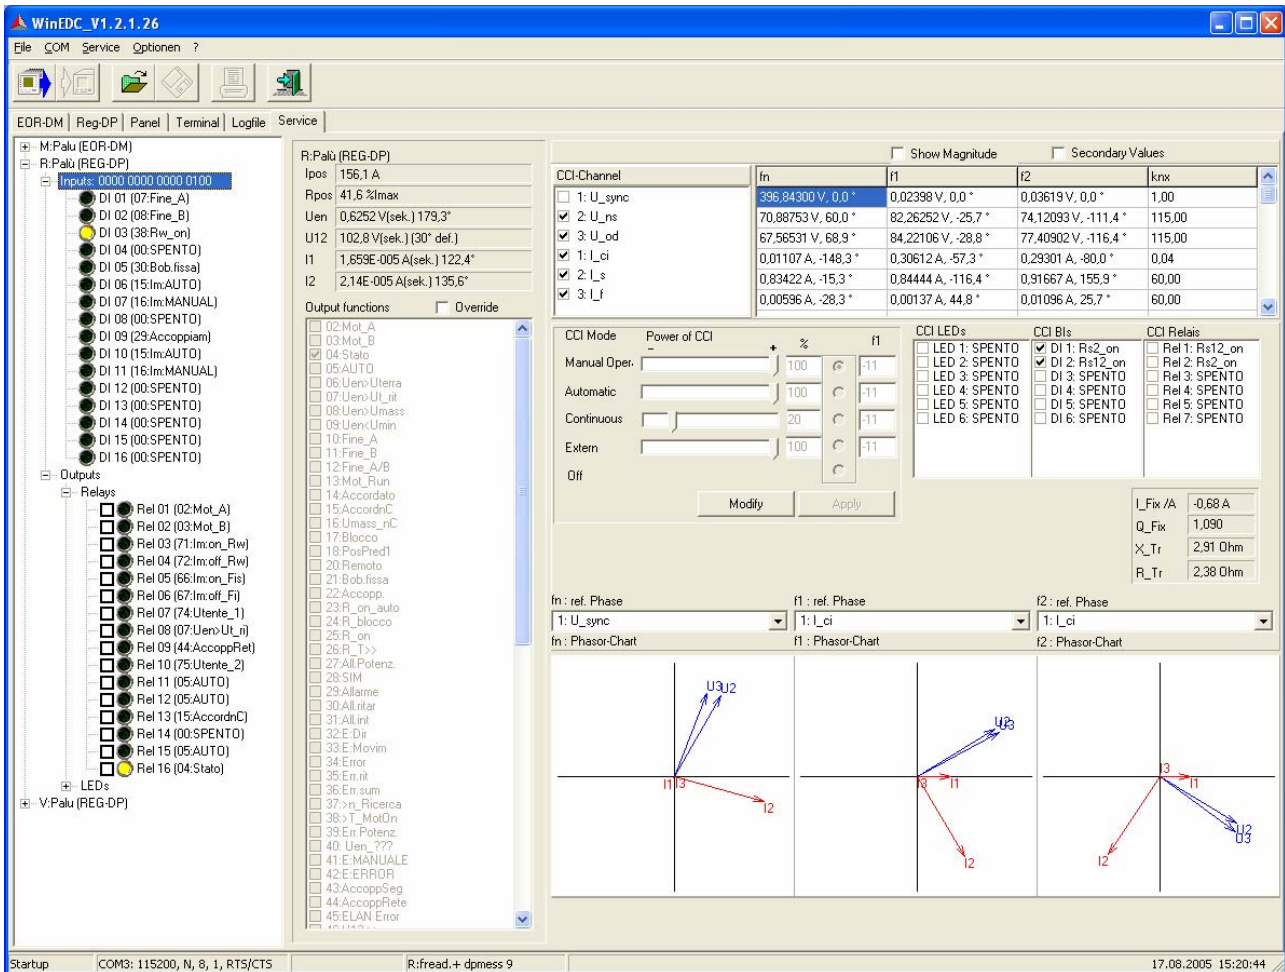 WinEDC_V1.2.1.26
File COM Service Optionen ?
EOR-DM Reg-DP Panel Terminal Logfile Service
M:Palu (EOR-DM)
R:Palù (REG-DP)
Inputs: 0000 0000 0000 0100
DI 01 (07:Fine_A)
DI 02 (08:Fine_B)
DI 03 (38:Rw_on)
DI 04 (00:SPENTO)
DI 05 (30:Bob.fissa)
DI 06 (15:Im:AUTO)
DI 07 (16:Im:MANUAL)
DI 08 (00:SPENTO)
DI 09 (29:Accoppiam)
DI 10 (15:Im:AUTO)
DI 11 (16:Im:MANUAL)
DI 12 (00:SPENTO)
DI 13 (00:SPENTO)
DI 14 (00:SPENTO)
DI 15 (00:SPENTO)
DI 16 (00:SPENTO)
Outputs
Relays
Rel 01 (02:Mot_A)
Rel 02 (03:Mot_B)
Rel 03 (71:Im:on_Rw)
Rel 04 (72:Im:off_Rw)
Rel 05 (66:Im:on_Fis)
Rel 06 (67:Im:off_Fi)
Rel 07 (74:Utente_1)
Rel 08 (07:Uen>Ut_ri)
Rel 09 (44:AccoppRet)
Rel 10 (75:Utente_2)
Rel 11 (05:AUTO)
Rel 12 (05:AUTO)
Rel 13 (15:AccordnC)
Rel 14 (00:SPENTO)
Rel 15 (05:AUTO)
Rel 16 (04:Stato)
LEDs
V:Palu (REG-DP)
R:Palù (REG-DP)
Ipos 156,1 A
Rpos 41,6 %Imax
Uen 0,6252 V(sek.) 179,3°
U12 102,8 V(sek.) (30° def.)
I1 1,659E-005 A(sek.) 122,4°
I2 2,14E-005 A(sek.) 135,6°
Output functions Override
02:Mot_A
03:Mot_B
04:Stato
05:AUTO
06:Uen>Uterra
07:Uen>Ut_rit
08:Uen>Umass
09:Uen<Umin
10:Fine_A
11:Fine_B
12:Fine_A/B
13:Mot_Run
14:Accordato
15:AccordnC
16:Umass_nC
17:Blocco
18:PosPred1
20:Remoto
21:Bob.fissa
22:Accopp.
23:R_on_auto
24:R_blocco
25:R_on
26:R_T>>
27:All.Potenz.
28:SIM
29:Allarme
30:All.ritar
31:All.int
32:E:Dir
33:E:Movim
34:Error
35:Err.rit
36:Err.sum
37:>n_Ricerca
38:>T_MotOn
39:Err.Potenz.
40: Uen_???
41:E:MANUALE
42:E:ERROR
43:AccoppSeg
44:AccoppRete
45:ELAN Error
Show Magnitude Secondary Values
CCI-Channel fn f1 f2 knx
1: U_sync 396,84300 V, 0,0 ° 0,02398 V, 0,0 ° 0,03619 V, 0,0 ° 1,00
2: U_ns 70,88753 V, 60,0 ° 82,26252 V, -25,7 ° 74,12093 V, -111,4 ° 115,00
3: U_od 67,56531 V, 68,9 ° 84,22106 V, -28,8 ° 77,40902 V, -116,4 ° 115,00
1: I_ci 0,01107 A, -148,3 ° 0,30612 A, -57,3 ° 0,29301 A, -80,0 ° 0,04
2: I_s 0,83422 A, -15,3 ° 0,84444 A, -116,4 ° 0,91667 A, 155,9 ° 60,00
3: I_f 0,00596 A, -28,3 ° 0,00137 A, 44,8 ° 0,01096 A, 25,7 ° 60,00
CCI Mode Power of CCI - + % f1
Manual Oper. 100 -11
Automatic 100 -11
Continuous 20 -11
Extern 100 -11
Off
Modify Apply
CCI LEDs
LED 1: SPENTO
LED 2: SPENTO
LED 3: SPENTO
LED 4: SPENTO
LED 5: SPENTO
LED 6: SPENTO
CCI BIs
DI 1: Rs2_on
DI 2: Rs12_on
DI 3: SPENTO
DI 4: SPENTO
DI 5: SPENTO
DI 6: SPENTO
CCI Relais
Rel 1: Rs12_on
Rel 2: Rs2_on
Rel 3: SPENTO
Rel 4: SPENTO
Rel 5: SPENTO
Rel 7: SPENTO
I_Fix /A -0,68 A
Q_Fix 1,090
X_Tr 2,91 Ohm
R_Tr 2,38 Ohm
fn : ref. Phase f1 : ref. Phase f2 : ref. Phase
1: U_sync 1: I_ci 1: I_ci
fn : Phasor-Chart f1 : Phasor-Chart f2 : Phasor-Chart
U3 U2
I1 I3
I2
U2
U3
I3 I1
I2
I3
I1
U2
U3
I2
Startup COM3: 115200, N, 8, 1, RTS/CTS R:fread.+ dpmess 9 17.08.2005 15:20:44